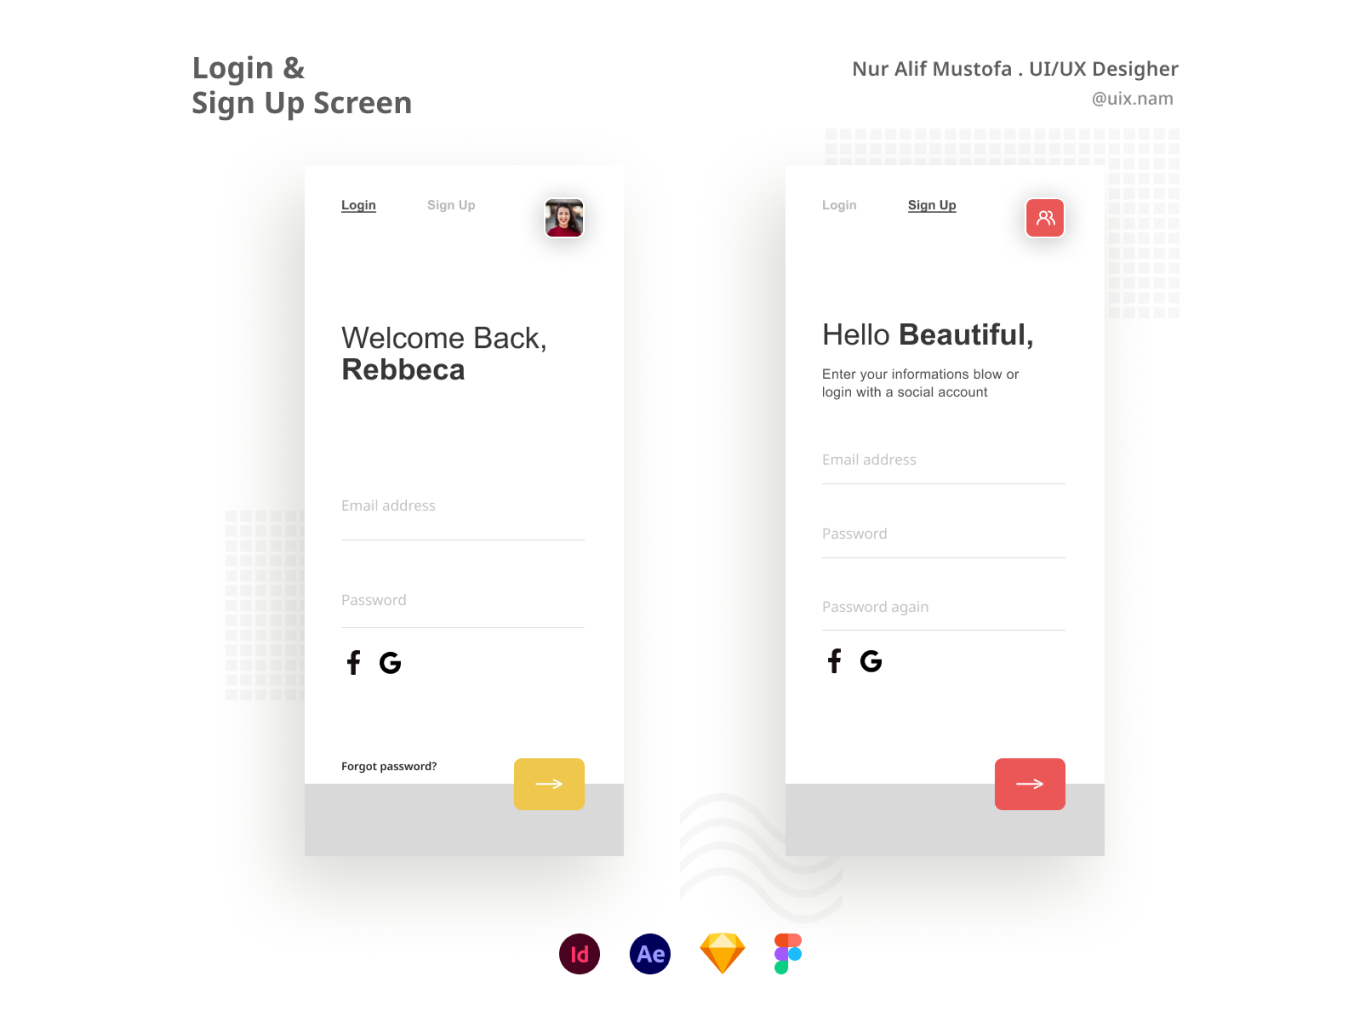 Login &
Sign Up Screen
Nur Alif Mustofa . UI/UX Desigher
@uix.nam
Login
Sign Up
Welcome Back,
Rebbeca
Email address
Password
Forgot password?
Login
Sign Up
Hello Beautiful,
Enter your informations blow or
login with a social account
Email address
Password
Password again
Id
Ae